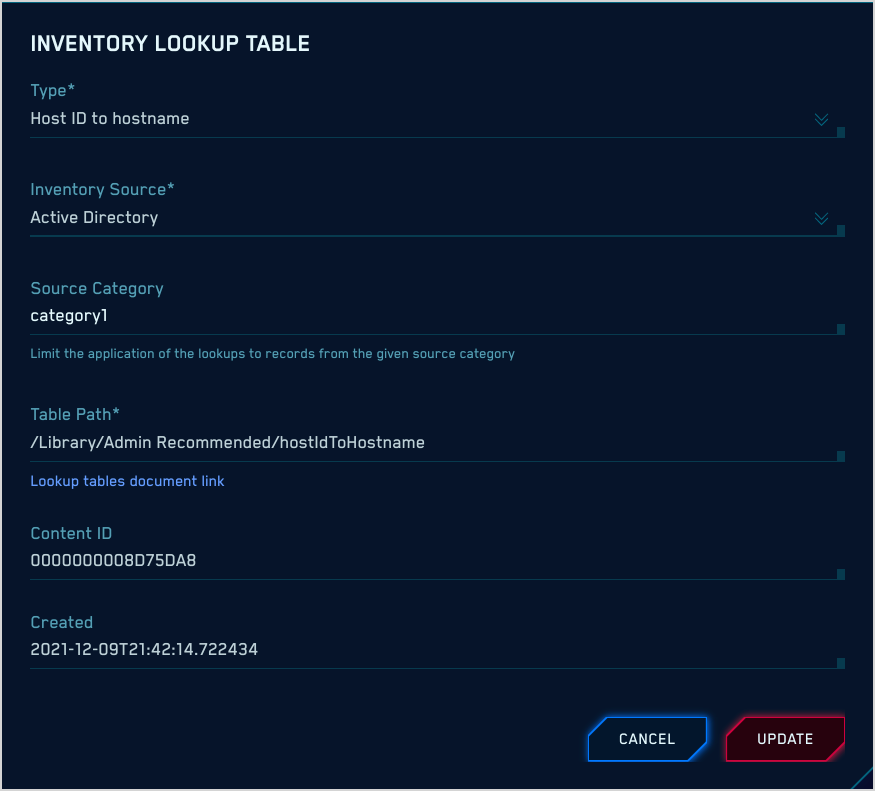 INVENTORY LOOKUP TABLE
Type*
Host ID to hostname
Inventory Source*
Active Directory
Source Category
category1
Limit the application of the lookups to records from the given source category
Table Path*
/Library/Admin Recommended/hostIdToHostname
Lookup tables document link
Content ID
0000000008D75DA8
Created
2021-12-09T21:42:14.722434
CANCEL
UPDATE